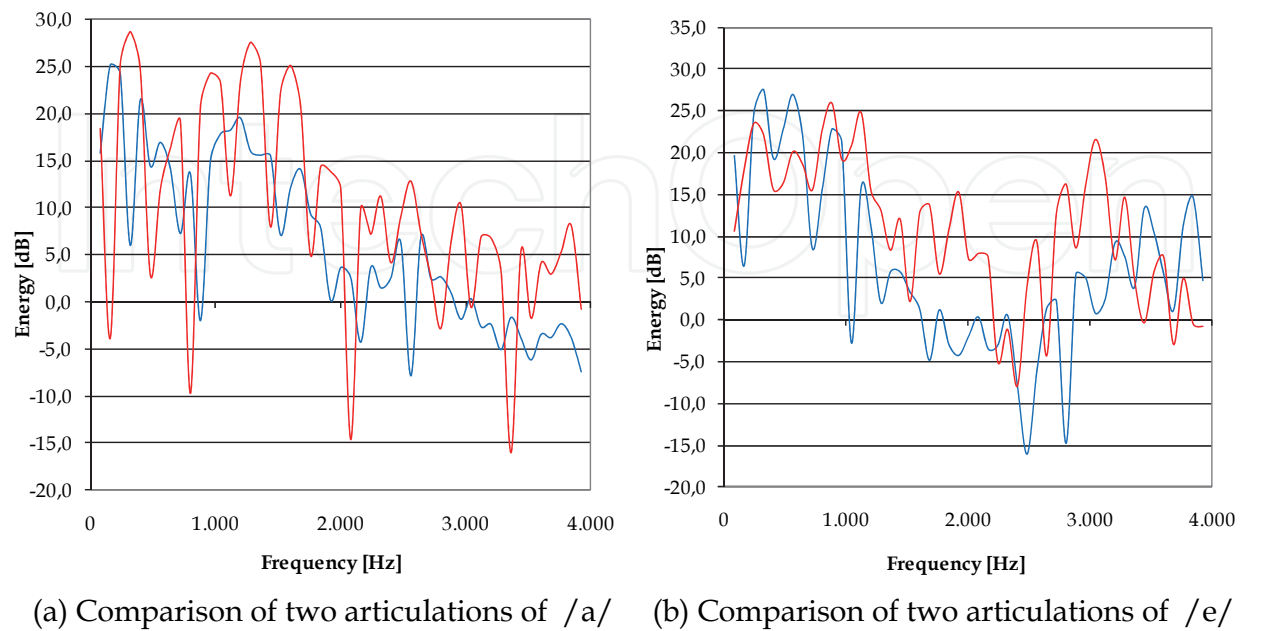 30,0
25,0
20,0
15,0
10,0
5,0
0,0
-5,0
-10,0
-15,0
-20,0
Energy [dB]
0 1.000 2.000 3.000 4.000
Frequency [Hz]
(a) Comparison of two articulations of /a/
35,0
30,0
25,0
20,0
15,0
10,0
5,0
0,0
-5,0
-10,0
-15,0
-20,0
Energy [dB]
0 1.000 2.000 3.000 4.000
Frequency [Hz]
(b) Comparison of two articulations of /e/
IntechOpen